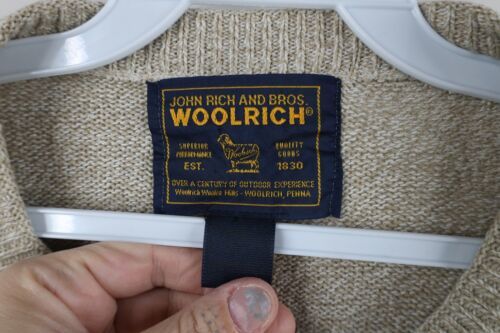 JOHN RICH AND BROS.
WOOLRICH®
SUPERIOR PERFORMANCE
Woolrich
QUALITY GOODS
EST. 1830
OVER A CENTURY OF OUTDOOR EXPERIENCE
Woolrich Woolen Mills - WOOLRICH, PENNA